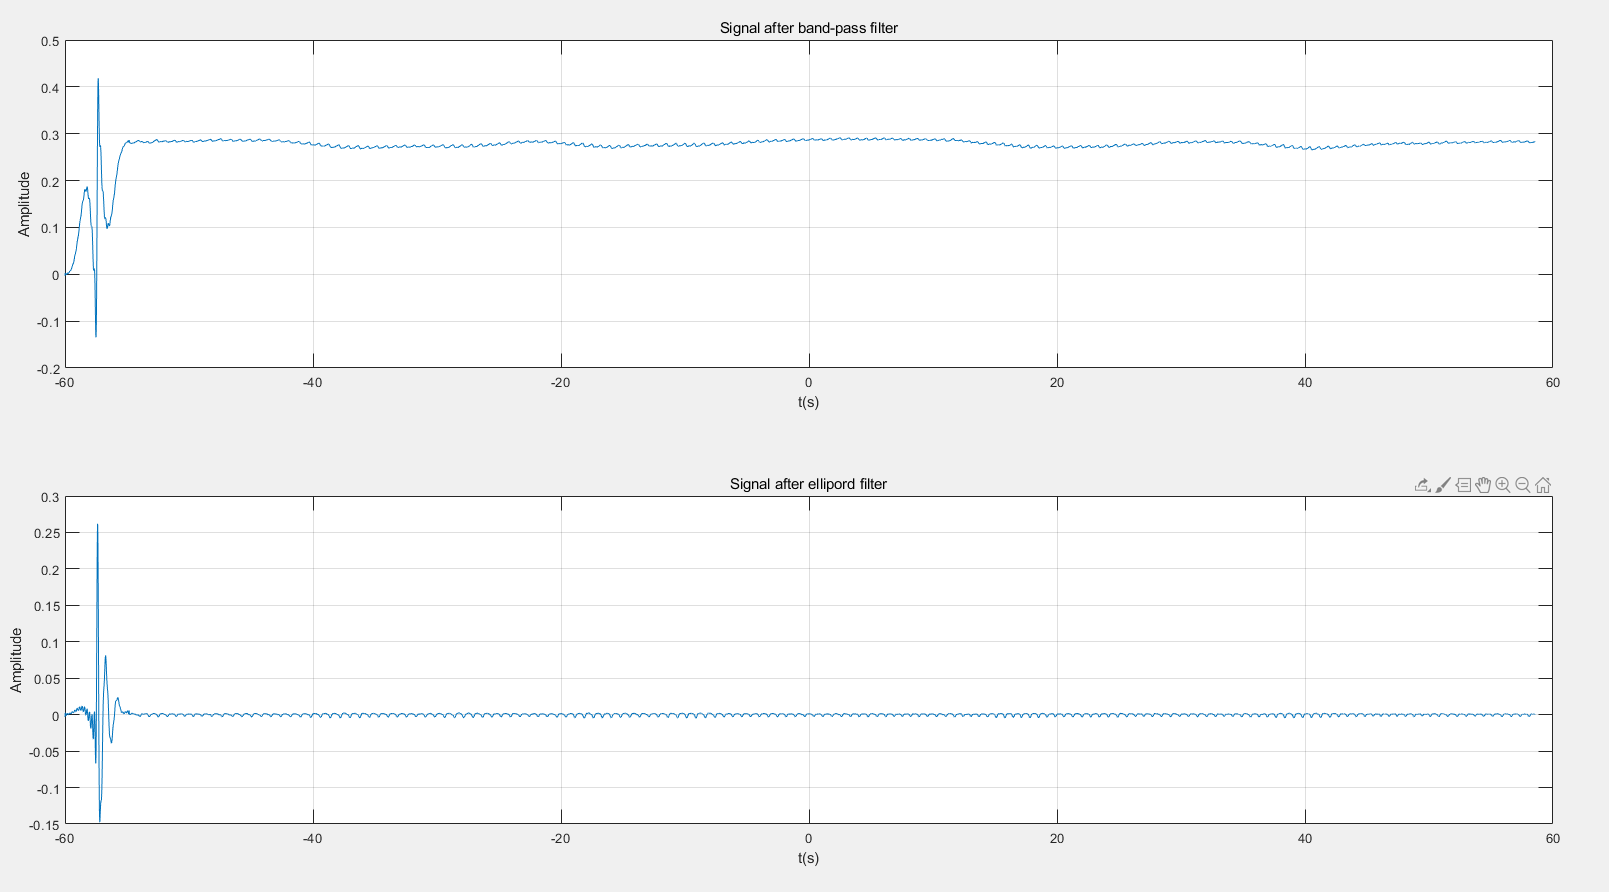 Signal after band-pass filter
0.5
0.4
0.3
0.2
0.1
0
-0.1
-0.2
Amplitude
-60 -40 -20 0 20 40 60
t(s)
Signal after ellipord filter
0.3
0.25
0.2
0.15
0.1
0.05
0
-0.05
-0.1
-0.15
Amplitude
-60 -40 -20 0 20 40 60
t(s)